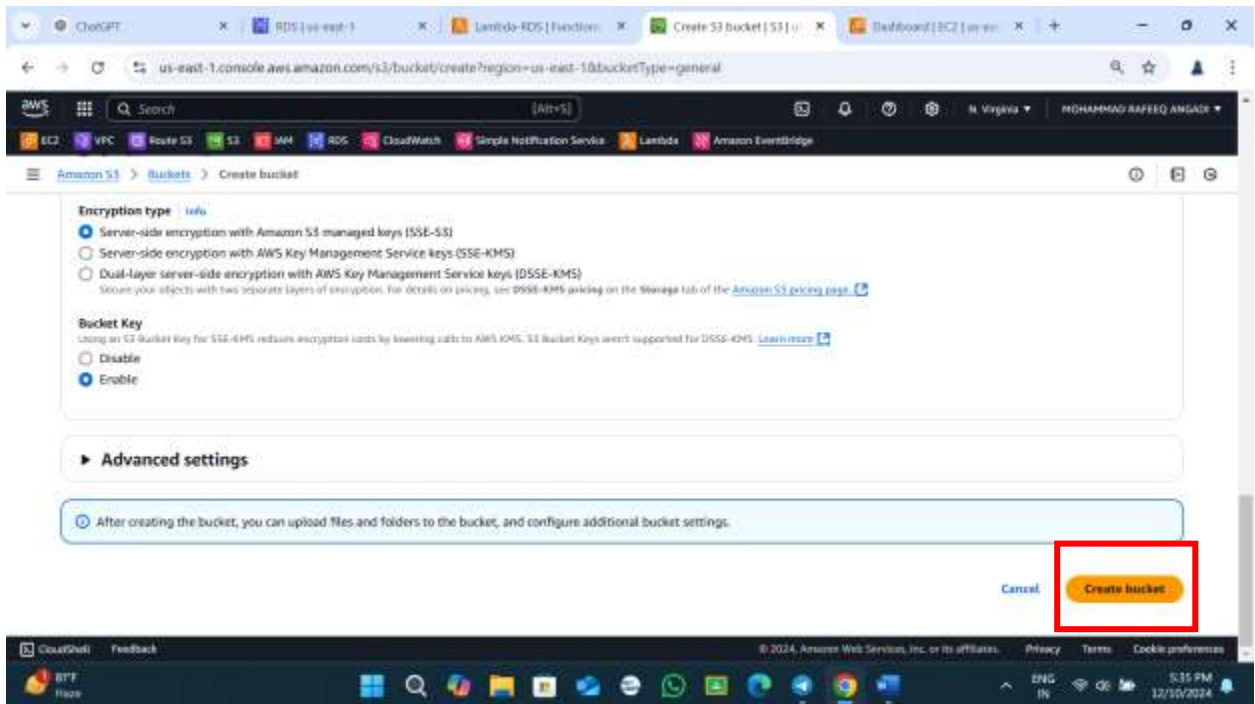 ChatGPT
RDS | us-east-1
Lambda-RDS | Functions
Create S3 bucket | S3 | u
Dashboard | EC2 | us-eas
us-east-1.console.aws.amazon.com/s3/bucket/create?region=us-east-1&bucketType=general
aws
Search
[Alt+S]
N. Virginia
MOHAMMAD RAFEEQ ANGADI
EC2
VPC
Route 53
S3
IAM
RDS
CloudWatch
Simple Notification Service
Lambda
Amazon EventBridge
Amazon S3 > Buckets > Create bucket
Encryption type Info
Server-side encryption with Amazon S3 managed keys (SSE-S3)
Server-side encryption with AWS Key Management Service keys (SSE-KMS)
Dual-layer server-side encryption with AWS Key Management Service keys (DSSE-KMS)
Secure your objects with two separate layers of encryption. For details on pricing, see DSSE-KMS pricing on the Storage tab of the Amazon S3 pricing page.
Bucket Key
Using an S3 Bucket Key for SSE-KMS reduces encryption costs by lowering calls to AWS KMS. S3 Bucket Keys aren't supported for DSSE-KMS. Learn more
Disable
Enable
Advanced settings
After creating the bucket, you can upload files and folders to the bucket, and configure additional bucket settings.
Cancel
Create bucket
CloudShell Feedback
© 2024, Amazon Web Services, Inc. or its affiliates. Privacy Terms Cookie preferences
81°F
Haze
ENG
IN
5:35 PM
12/10/2024